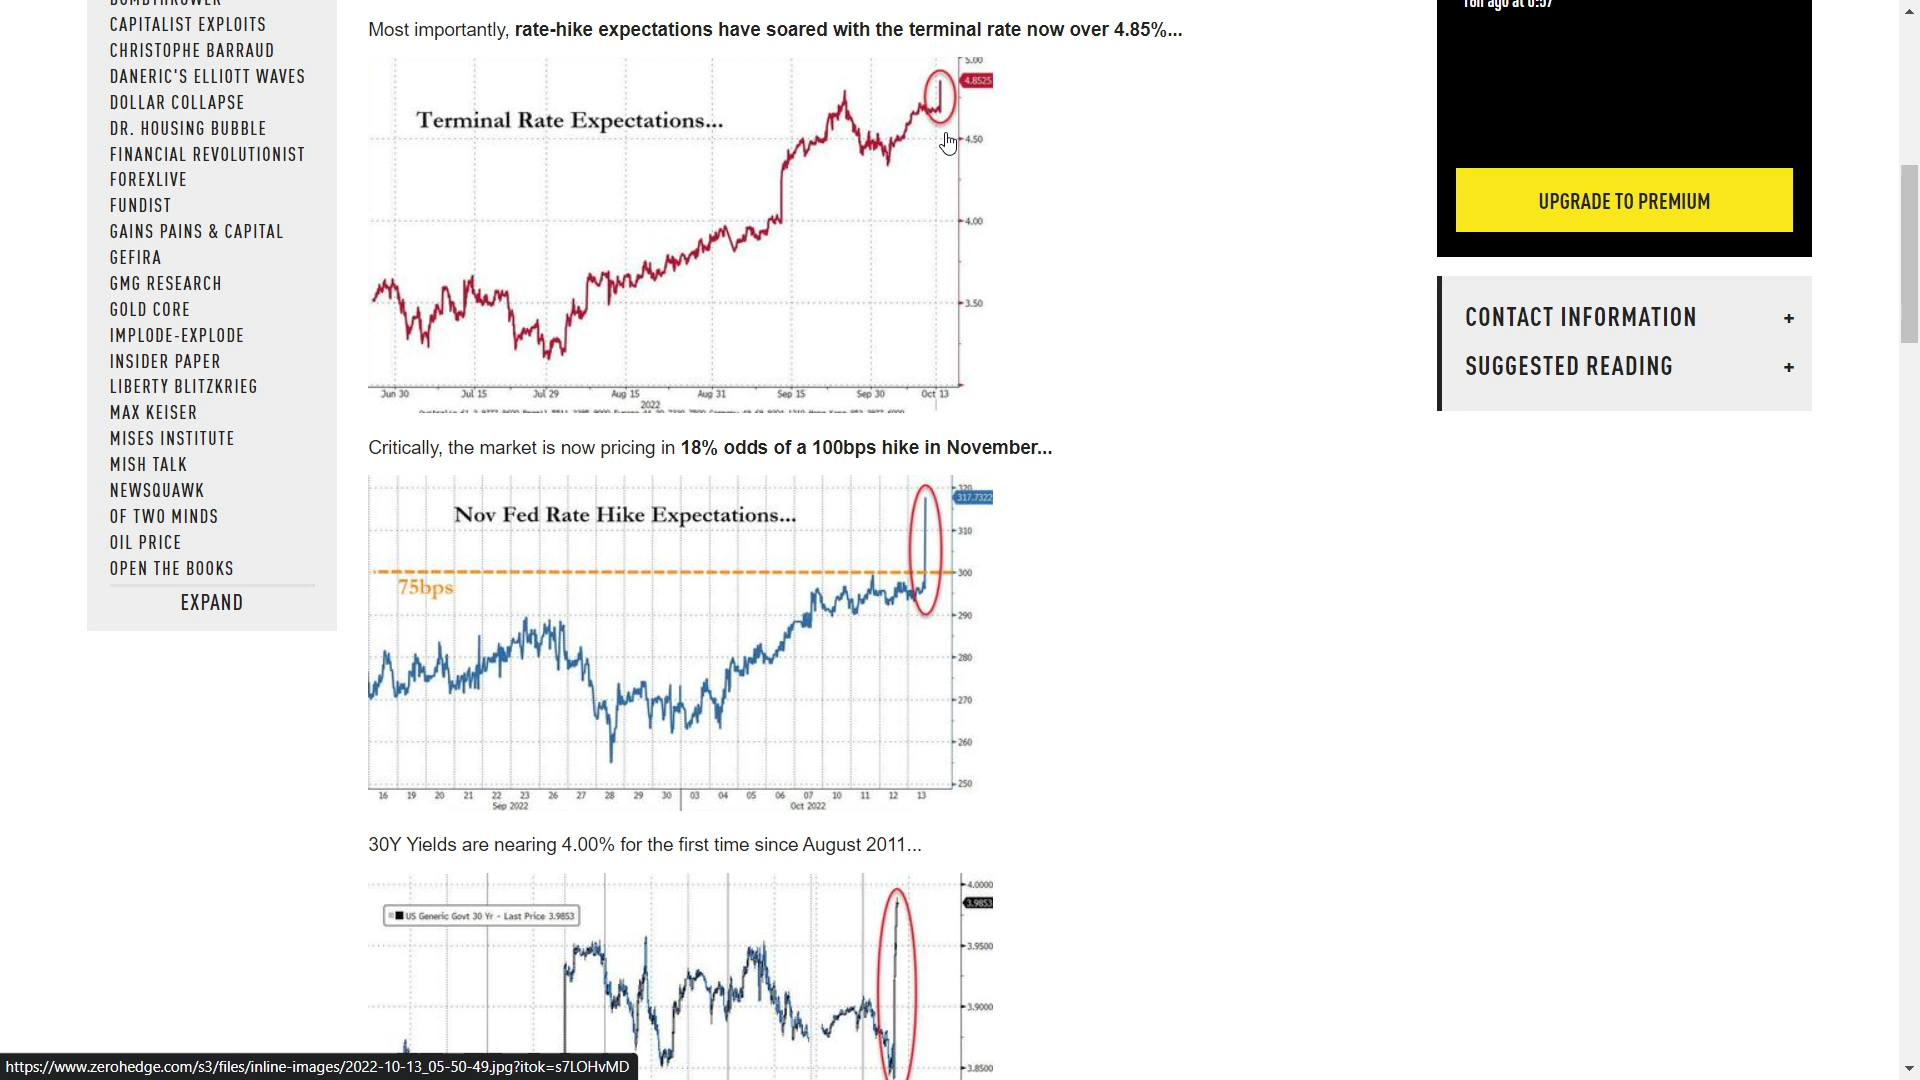 CAPITALIST EXPLOITS
CHRISTOPHE BARRAUD
DANERIC'S ELLIOTT WAVES
DOLLAR COLLAPSE
DR. HOUSING BUBBLE
FINANCIAL REVOLUTIONIST
FOREXLIVE
FUNDIST
GAINS PAINS & CAPITAL
GEFIRA
GMG RESEARCH
GOLD CORE
IMPLODE-EXPLODE
INSIDER PAPER
LIBERTY BLITZKRIEG
MAX KEISER
MISES INSTITUTE
MISH TALK
NEWSQUAWK
OF TWO MINDS
OIL PRICE
OPEN THE BOOKS
EXPAND
Most importantly, rate-hike expectations have soared with the terminal rate now over 4.85%...
Terminal Rate Expectations...
5.00
4.8525
4.50
4.00
3.50
Jun 30 Jul 15 Jul 29 Aug 15 Aug 31 Sep 15 Sep 30 Oct 13
2022
Critically, the market is now pricing in 18% odds of a 100bps hike in November...
Nov Fed Rate Hike Expectations...
75bps
320
317.7322
310
300
290
280
270
260
250
16 19 20 21 22 23 26 27 28 29 30 03 04 05 06 07 10 11 12 13
Sep 2022 Oct 2022
30Y Yields are nearing 4.00% for the first time since August 2011...
US Generic Govt 30 Yr - Last Price 3.9853
4.0000
3.9853
3.9500
3.9000
3.8500
UPGRADE TO PREMIUM
CONTACT INFORMATION +
SUGGESTED READING +
https://www.zerohedge.com/s3/files/inline-images/2022-10-13_05-50-49.jpg?itok=s7LOHvMD